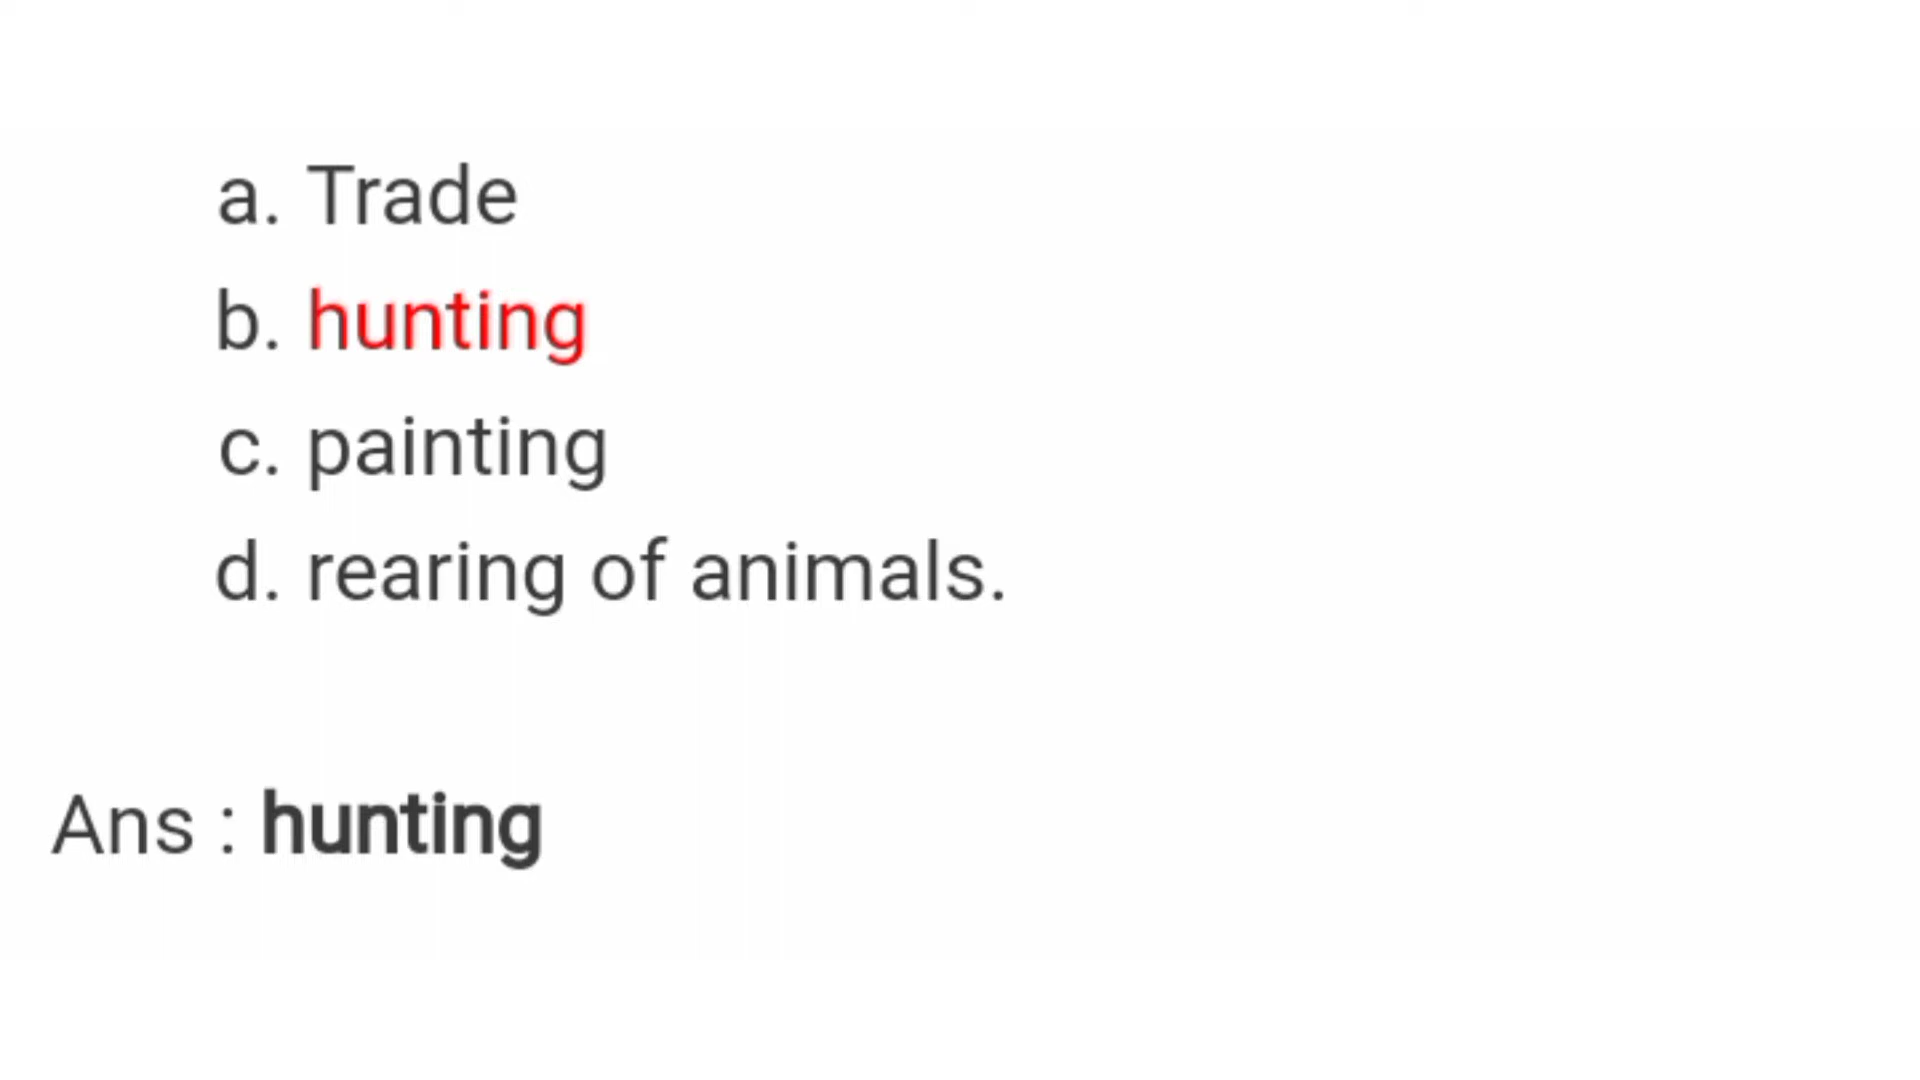 a. Trade
b. hunting
c. painting
d. rearing of animals.
Ans : hunting